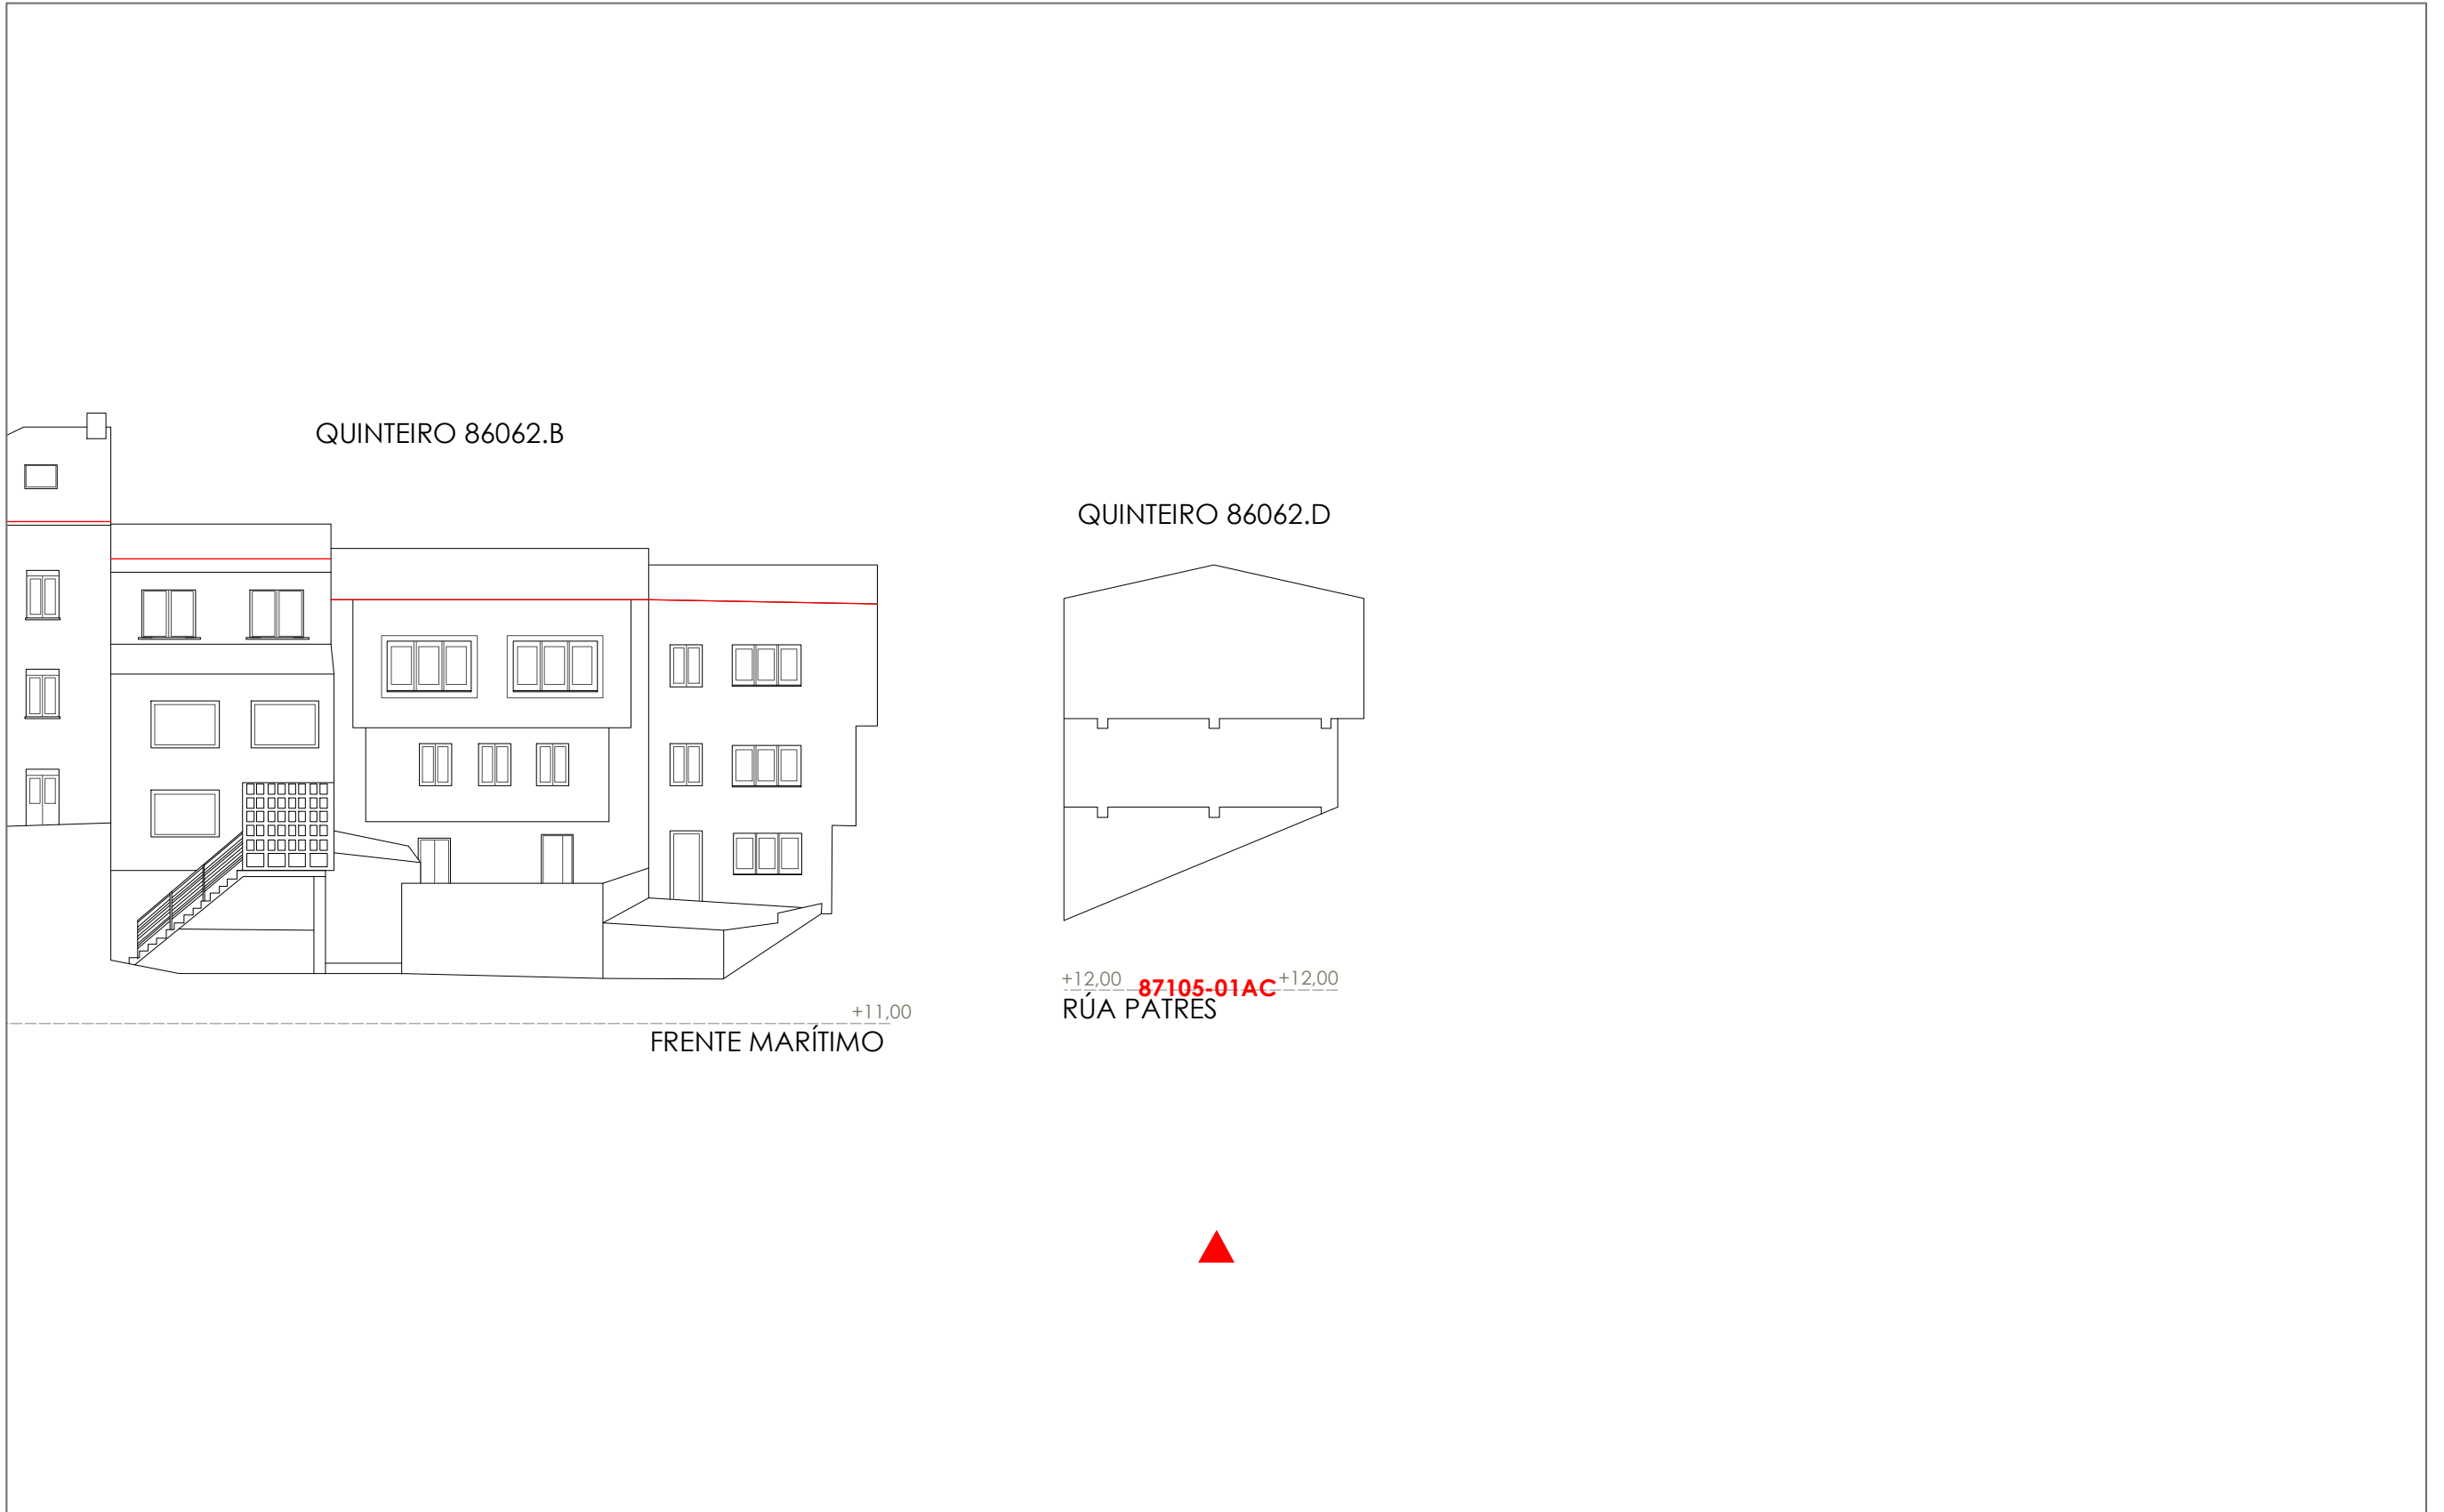 QUINTEIRO 86062.B
QUINTEIRO 86062.D
+12,00 87105-01AC +12,00
RÚA PATRES
+11,00
FRENTE MARÍTIMO